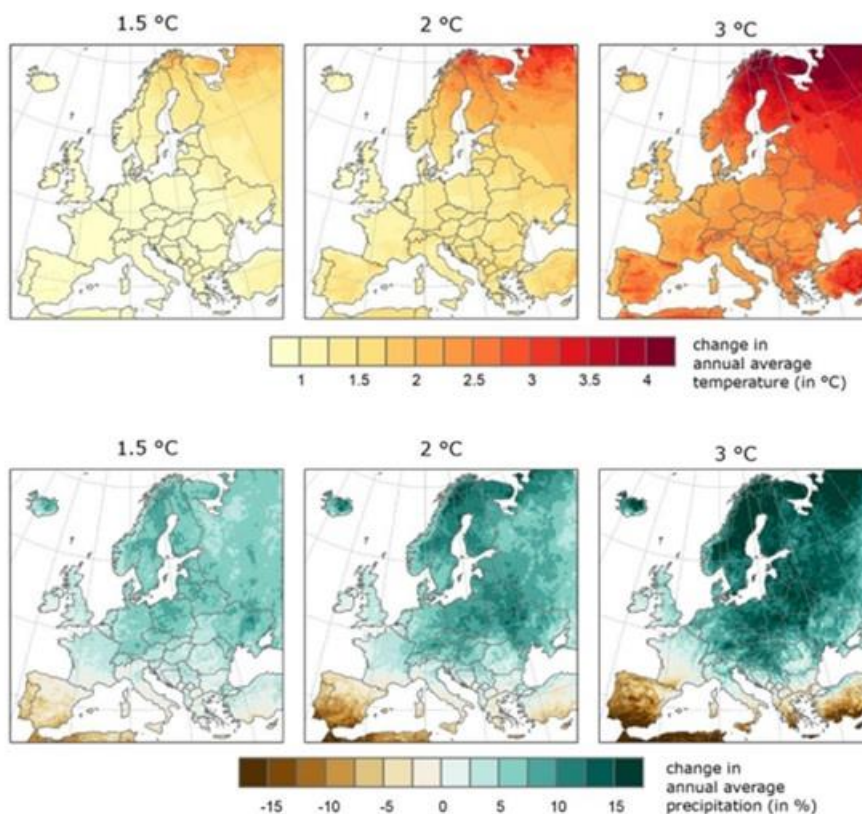 1.5 °C
2 °C
3 °C
1
1.5
2
2.5
3
3.5
4
change in
annual average
temperature (in °C)
1.5 °C
2 °C
3 °C
-15
-10
-5
0
5
10
15
change in
annual average
precipitation (in %)